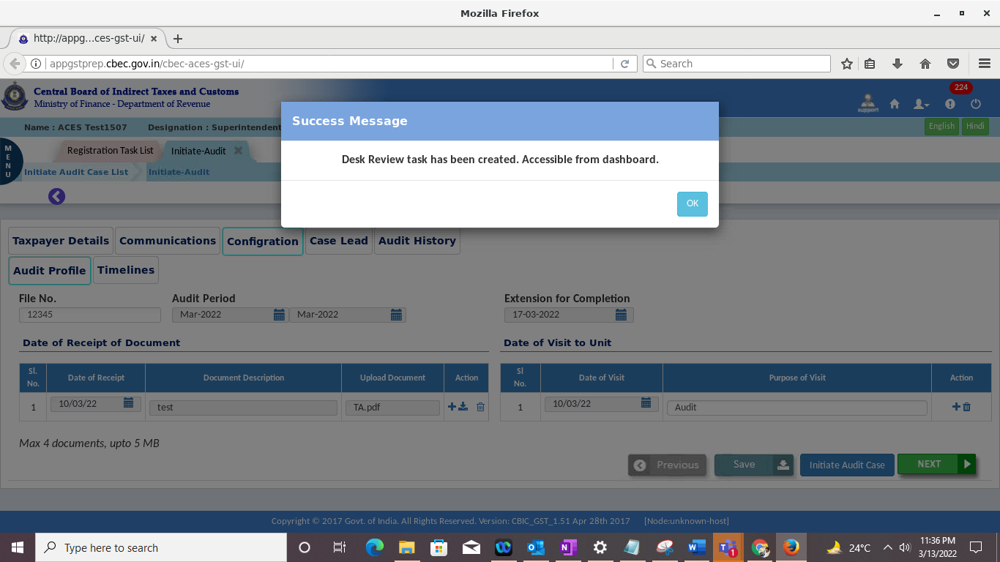 Mozilla Firefox
http://appg...ces-gst-ui/
appgstprep.cbec.gov.in/cbec-aces-gst-ui/
Search
Central Board of Indirect Taxes and Customs
Ministry of Finance - Department of Revenue
224
support
Name : ACES Test1507
Designation : Superintendent
English
Hindi
MENU
Registration Task List
Initiate-Audit
Initiate Audit Case List
Initiate-Audit
Success Message
Desk Review task has been created. Accessible from dashboard.
OK
Taxpayer Details
Communications
Configration
Case Lead
Audit History
Audit Profile
Timelines
File No.
Audit Period
Extension for Completion
12345
Mar-2022
Mar-2022
17-03-2022
Date of Receipt of Document
Date of Visit to Unit
Sl. No.
Date of Receipt
Document Description
Upload Document
Action
1
10/03/22
test
TA.pdf
Sl No.
Date of Visit
Purpose of Visit
Action
1
10/03/22
Audit
Max 4 documents, upto 5 MB
Previous
Save
Initiate Audit Case
NEXT
Copyright © 2017 Govt. of India. All Rights Reserved. Version: CBIC_GST_1.51 Apr 28th 2017
[Node:unknown-host]
Type here to search
1
24°C
11:36 PM
3/13/2022